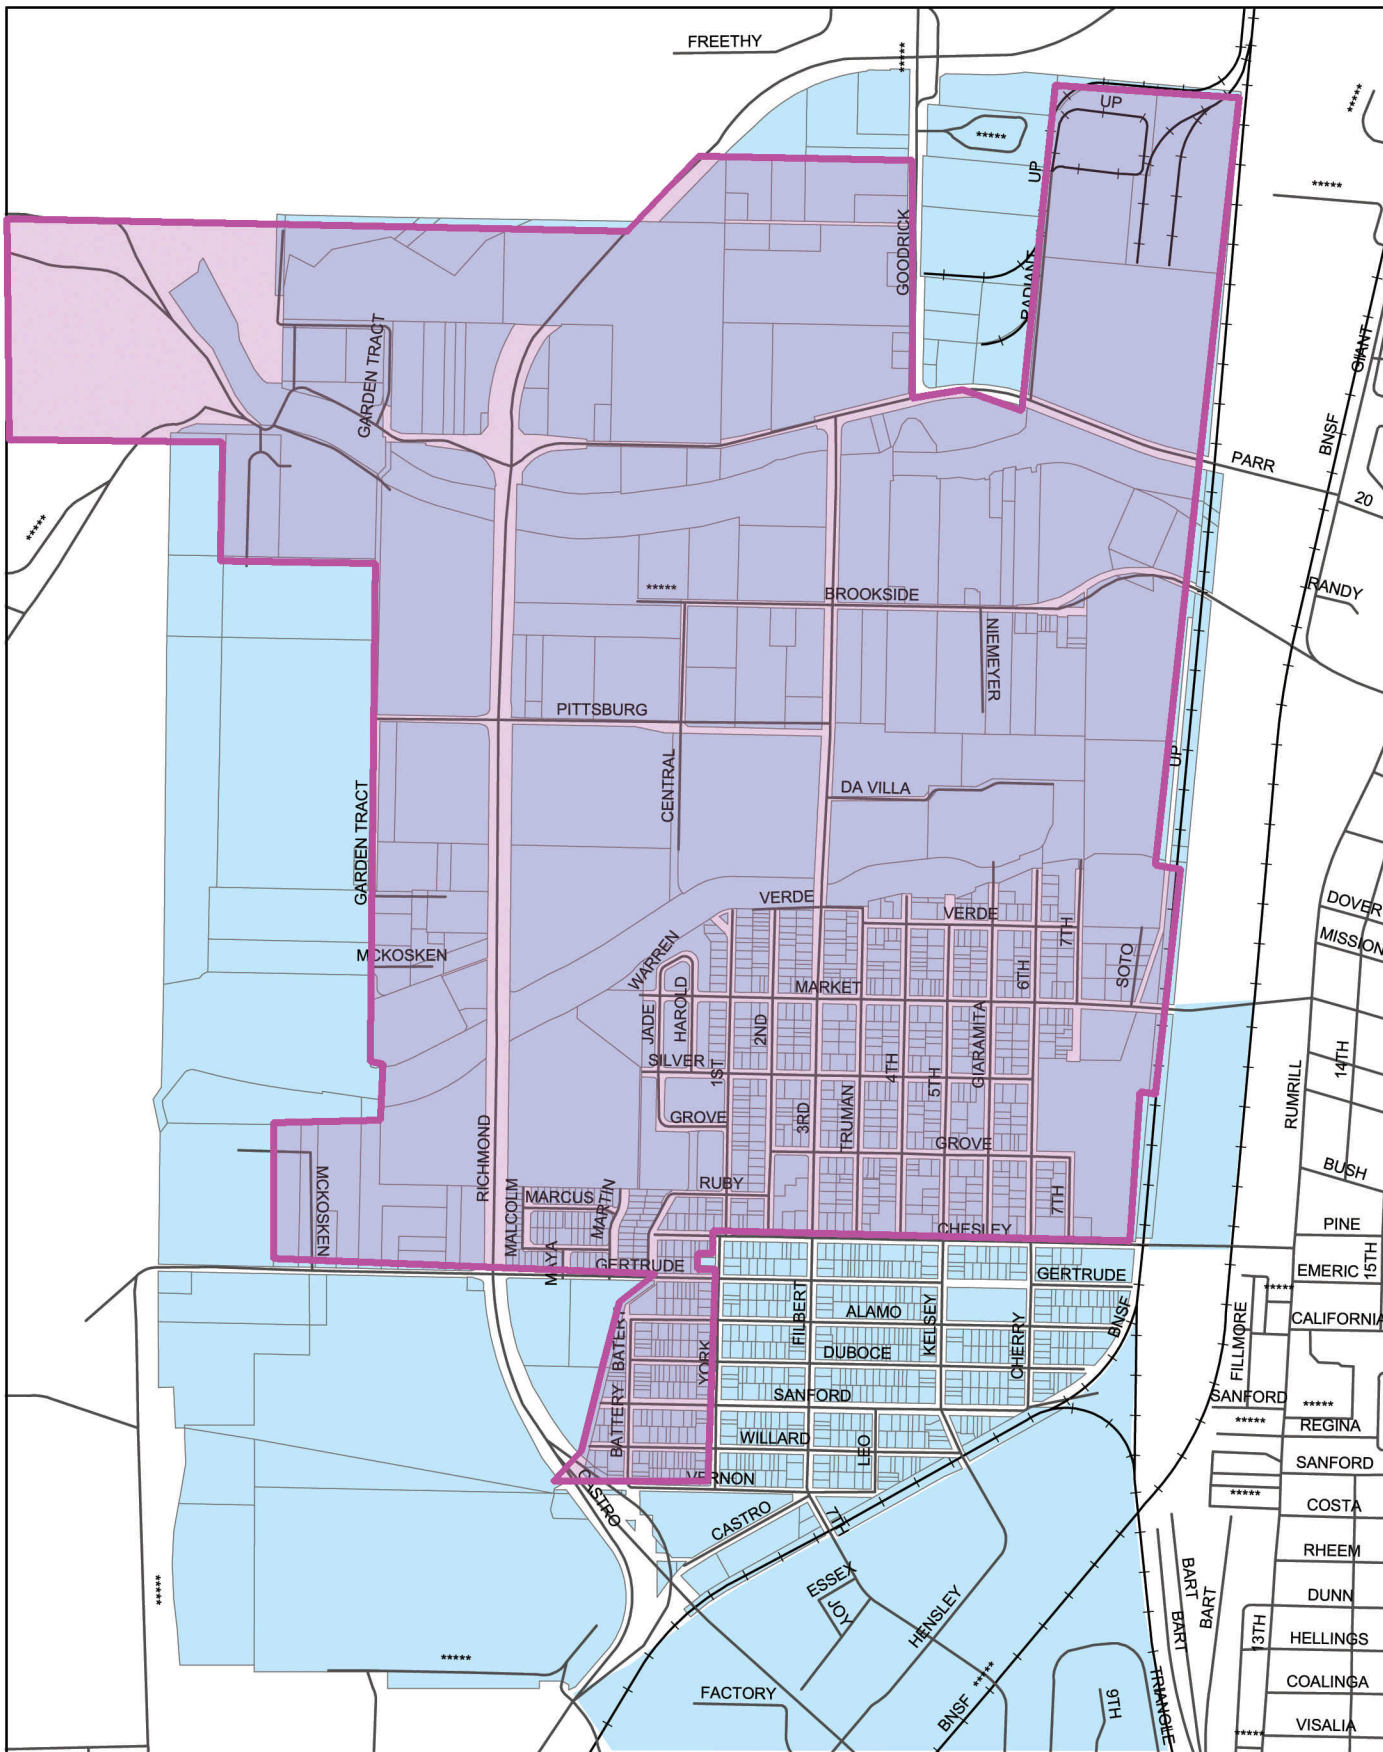 FREETHY
*****
*****
UP
*****
UP
*****
GOODRICK
RADIANT
GARDEN TRACT
GIANT
BNSF
PARR
20
*****
*****
BROOKSIDE
RANDY
NIEMEYER
PITTSBURG
UP
CENTRAL
DA VILLA
GARDEN TRACT
VERDE
VERDE
7TH
DOVER
MISSION
WARREN
MCKOSKEN
6TH
SOTO
MARKET
JADE
HAROLD
2ND
GIARAMITA
SILVER
1ST
4TH
5TH
14TH
RUMRILL
GROVE
3RD
TRUMAN
GROVE
RICHMOND
BUSH
MCKOSKEN
RUBY
7TH
MARCUS
MARTIN
MALCOLM
CHESLEY
PINE
MAYA
GERTRUDE
GERTRUDE
EMERIC
15TH
*****
FILBERT
ALAMO
KELSEY
CHERRY
BNSF
CALIFORNIA
FILLMORE
BATTERY
BATERY
YORK
DUBOCE
SANFORD
SANFORD
*****
*****
REGINA
WILLARD
LEO
SANFORD
VERNON
*****
CASTRO
CASTRO
7TH
COSTA
RHEEM
ESSEX
JOY
HENSLEY
BART
BART
BART
DUNN
13TH
HELLINGS
*****
*****
COALINGA
FACTORY
BNSF
*****
9TH
TRIANGLE
VISALIA
*****